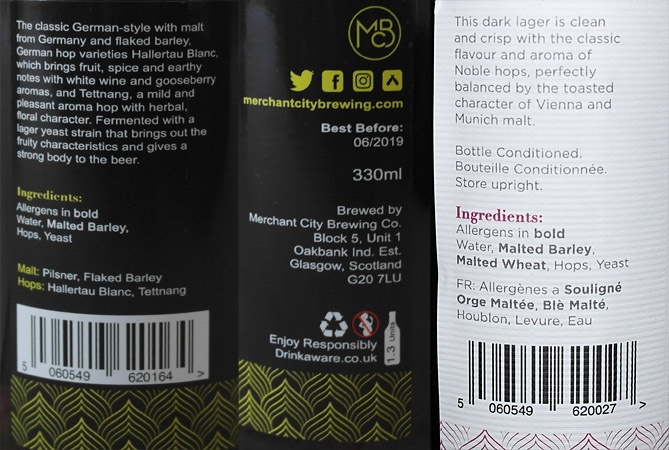 The classic German-style with malt
from Germany and flaked barley,
German hop varieties Hallertau Blanc,
which brings fruit, spice and earthy
notes with white wine and gooseberry
aromas, and Tettnang, a mild and
pleasant aroma hop with herbal,
floral character. Fermented with a
lager yeast strain that brings out the
fruity characteristics and gives a
strong body to the beer.
Ingredients:
Allergens in bold
Water, Malted Barley,
Hops, Yeast
Malt: Pilsner, Flaked Barley
Hops: Hallertau Blanc, Tettnang
5 060549 620164 >
MBC
merchantcitybrewing.com
Best Before:
06/2019
330ml
Brewed by
Merchant City Brewing Co.
Block 5, Unit 1
Oakbank Ind. Est.
Glasgow, Scotland
G20 7LU
1.3 Units
Enjoy Responsibly
Drinkaware.co.uk
This dark lager is clean
and crisp with the classic
flavour and aroma of
Noble hops, perfectly
balanced by the toasted
character of Vienna and
Munich malt.
Bottle Conditioned.
Bouteille Conditionnée.
Store upright.
Ingredients:
Allergens in bold
Water, Malted Barley,
Malted Wheat, Hops, Yeast
FR: Allergènes a Souligné
Orge Maltée, Blè Malté,
Houblon, Levure, Eau
5 060549 620027 >